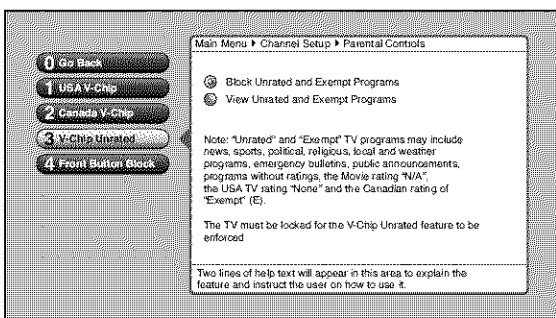 Main Menu ▶ Channel Setup ▶ Parental Controls
0 Go Back
1 USA V-Chip
2 Canada V-Chip
3 V-Chip Unrated
4 Front Button Block
Block Unrated and Exempt Programs
View Unrated and Exempt Programs
Note: "Unrated" and "Exempt" TV programs may include
news, sports, political, religious, local and weather
programs, emergency bulletins, public announcements,
programs without ratings, the Movie rating "N/A",
the USA TV rating "None" and the Canadian rating of
"Exempt" (E).
The TV must be locked for the V-Chip Unrated feature to be
enforced
Two lines of help text will appear in this area to explain the
feature and instruct the user on how to use it.